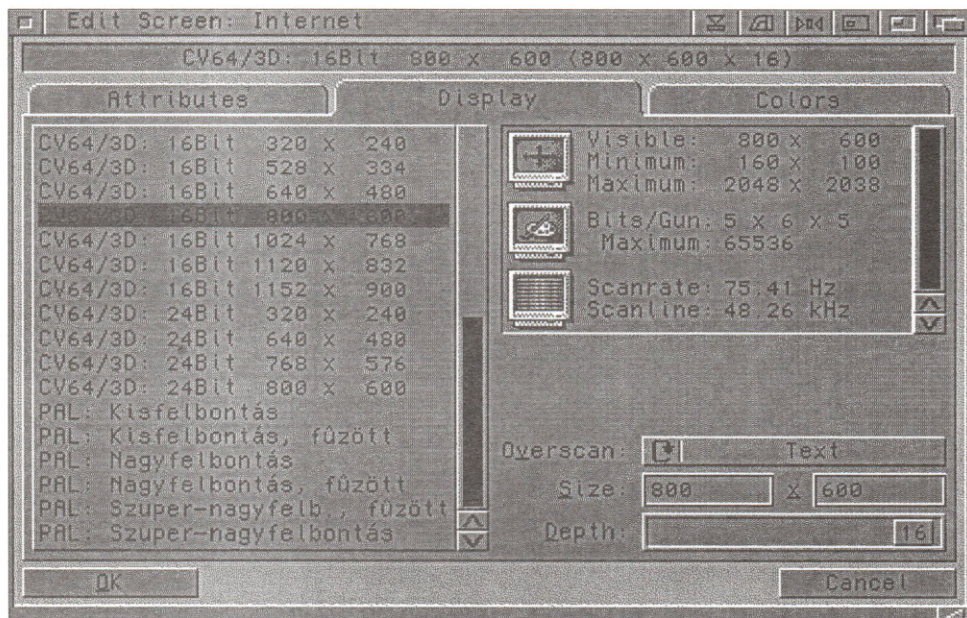 Edit Screen: Internet
CV64/3D: 16Bit 800 x 600 (800 x 600 x 16)
Attributes
Display
Colors
CV64/3D: 16Bit 320 x 240
CV64/3D: 16Bit 528 x 334
CV64/3D: 16Bit 640 x 480
CV64/3D: 16Bit 800 x 600
CV64/3D: 16Bit 1024 x 768
CV64/3D: 16Bit 1120 x 832
CV64/3D: 16Bit 1152 x 900
CV64/3D: 24Bit 320 x 240
CV64/3D: 24Bit 640 x 480
CV64/3D: 24Bit 768 x 576
CV64/3D: 24Bit 800 x 600
PAL: Kisfelbontás
PAL: Kisfelbontás, fûzött
PAL: Nagyfelbontás
PAL: Nagyfelbontás, fûzött
PAL: Szuper-nagyfelb., fûzött
PAL: Szuper-nagyfelbontás
Visible: 800 x 600
Minimum: 160 x 100
Maximum: 2048 x 2038
Bits/Gun: 5 x 6 x 5
Maximum: 65536
Scanrate: 75.41 Hz
Scanline: 48.26 kHz
Overscan: Text
Size: 800 X 600
Depth: 16
OK
Cancel